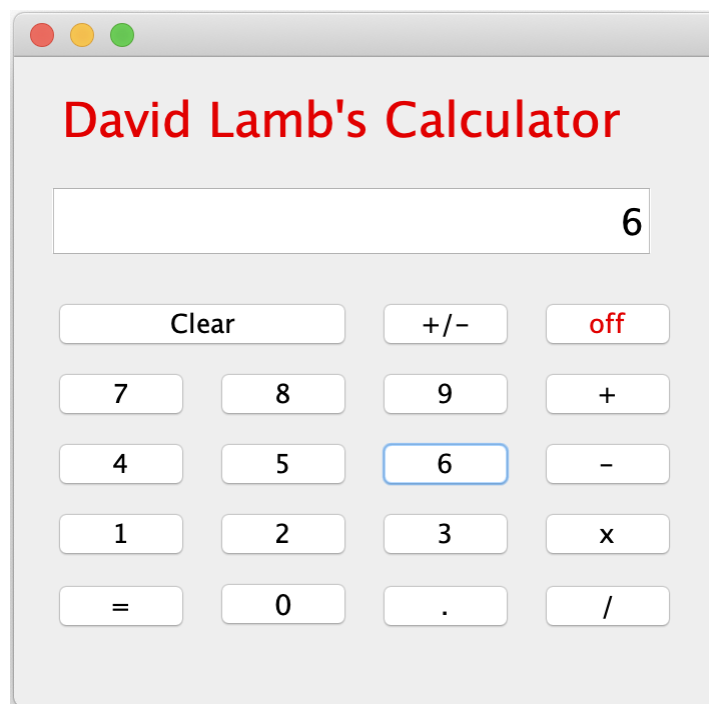 David Lamb's Calculator
6
Clear +/- off
7 8 9 +
4 5 6 -
1 2 3 x
= 0 . /